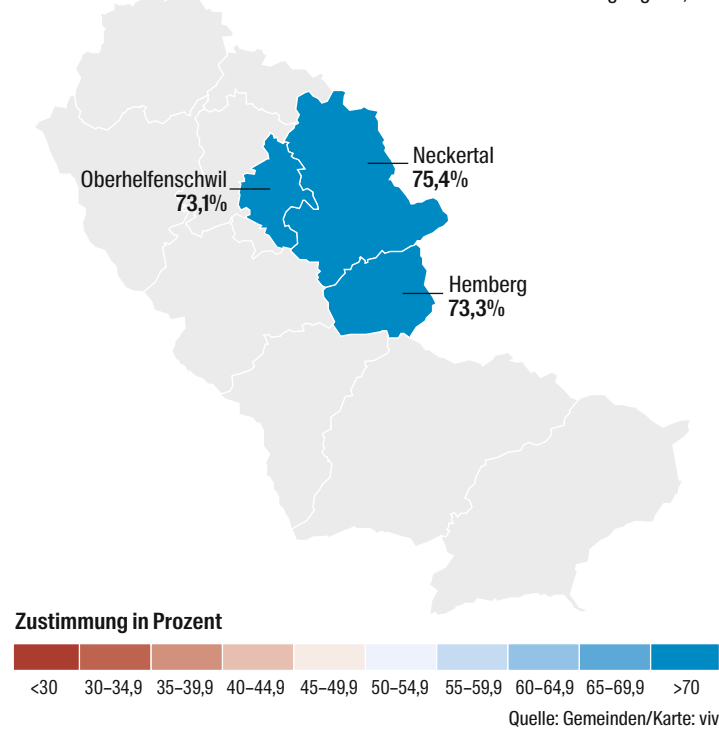 Neckertal
75,4%
Oberhelfenschwil
73,1%
Hemberg
73,3%
Zustimmung in Prozent
<30 30–34,9 35–39,9 40–44,9 45–49,9 50–54,9 55–59,9 60–64,9 65–69,9 >70
Quelle: Gemeinden/Karte: viv